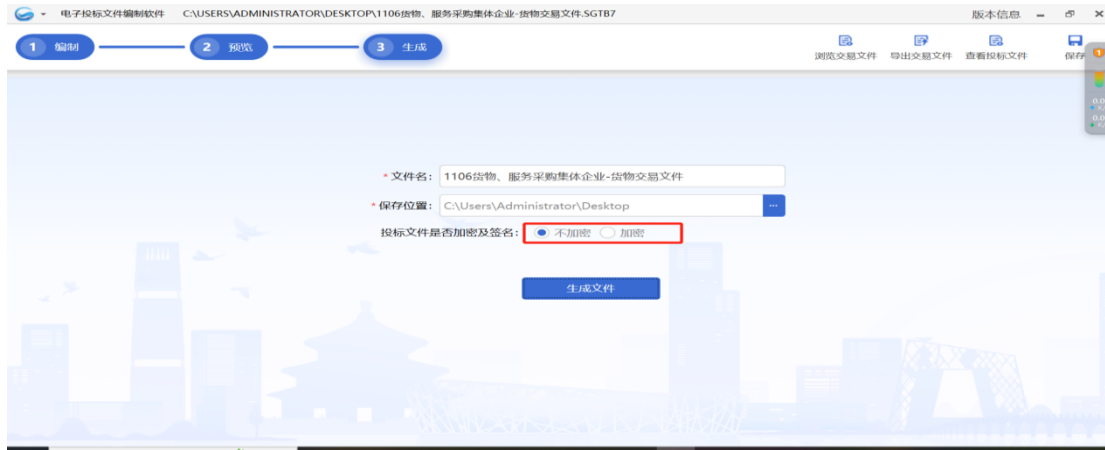 电子投标文件编制软件 C:\USERS\ADMINISTRATOR\DESKTOP\1106货物、服务采购集体企业-货物交易文件.SGTB7 版本信息
1 编制 2 预览 3 生成
浏览交易文件 导出交易文件 查看投标文件 保存
1
0.0
0.0
* 文件名: 1106货物、服务采购集体企业-货物交易文件
* 保存位置: C:\Users\Administrator\Desktop ...
投标文件是否加密及签名: 不加密 加密
生成文件